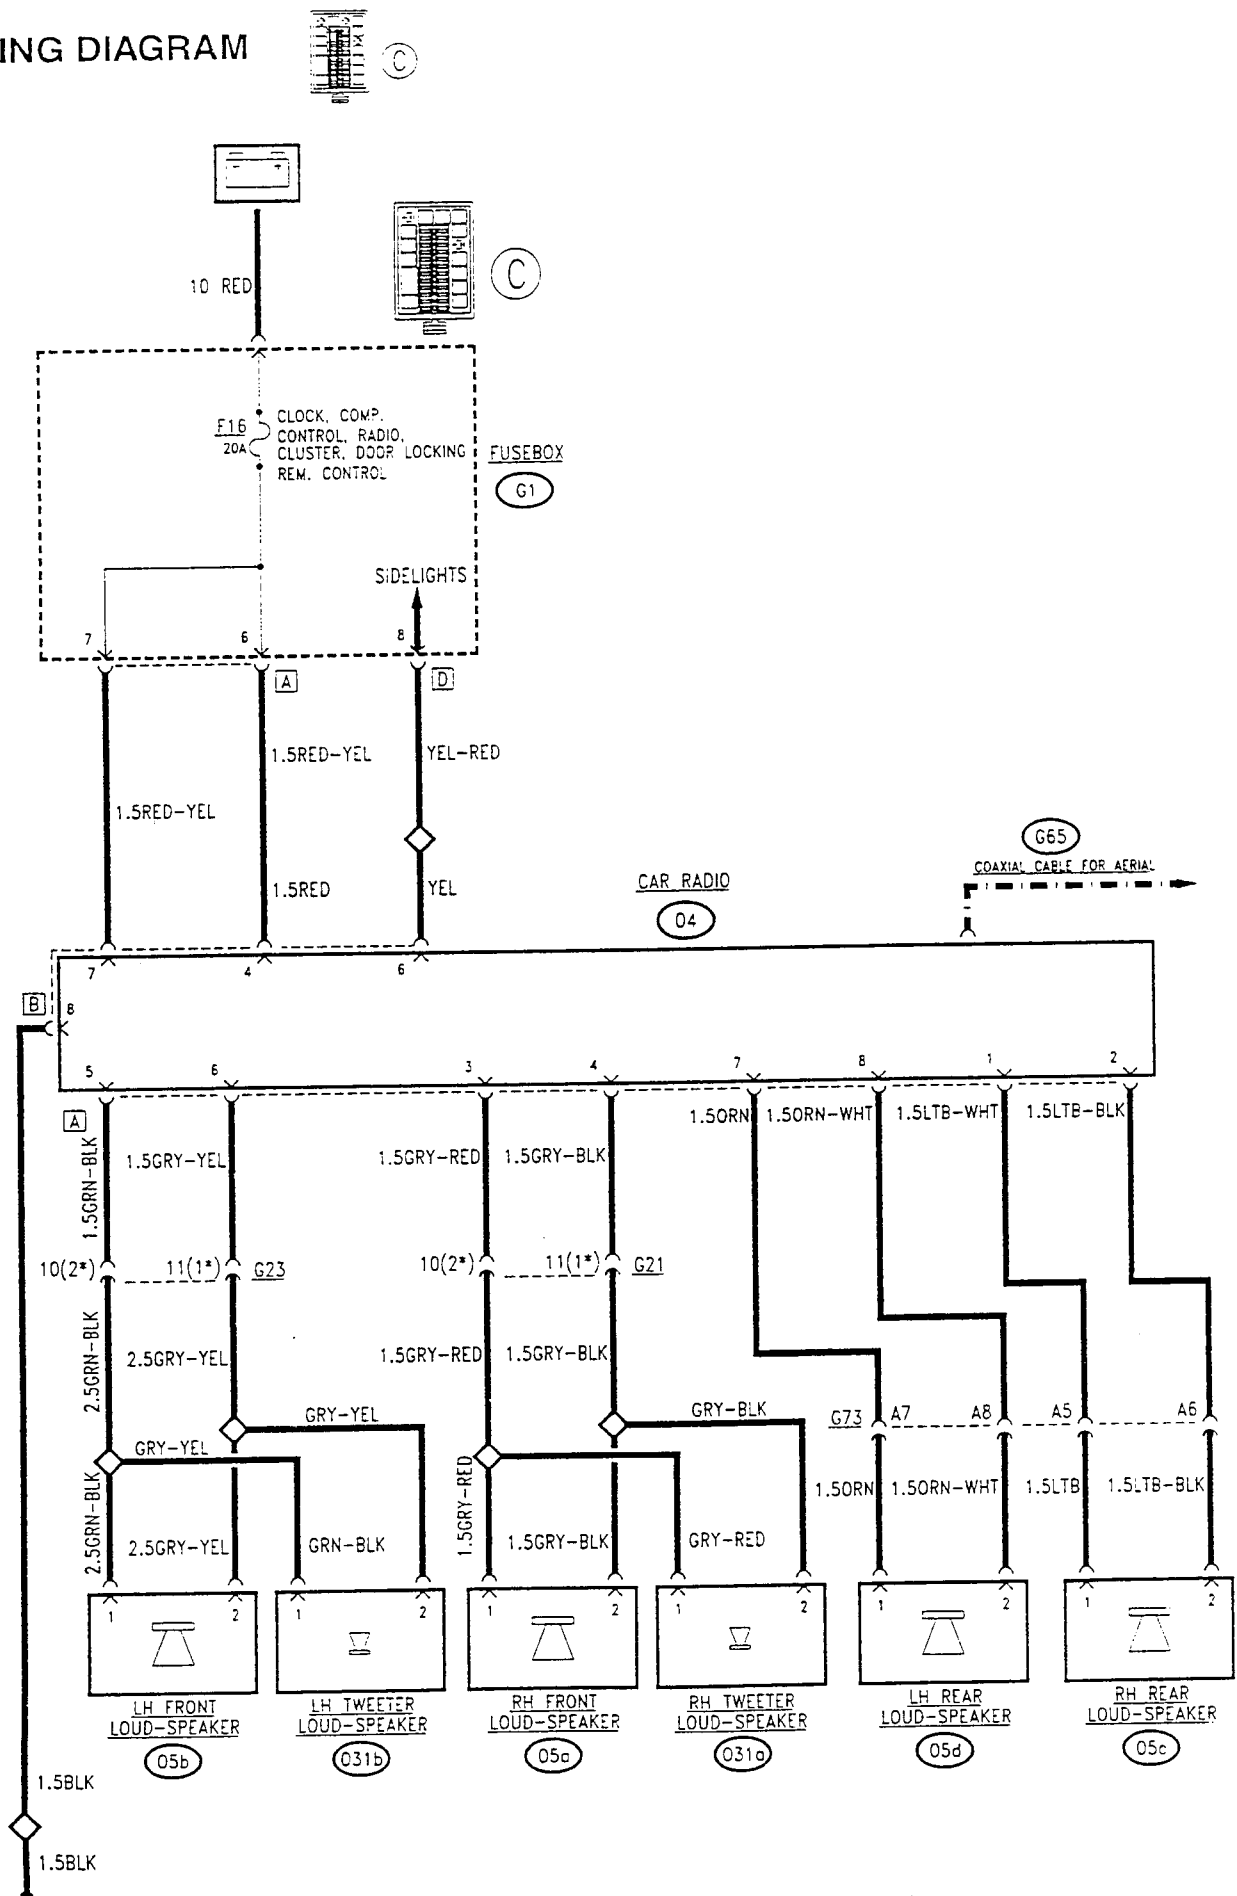 ING DIAGRAM
C
10 RED
C
F16
20A
CLOCK, COMP.
CONTROL, RADIO,
CLUSTER, DOOR LOCKING
REM. CONTROL
FUSEBOX
G1
SIDELIGHTS
7 6 8
A D
1.5RED-YEL YEL-RED
1.5RED-YEL
G65
COAXIAL CABLE FOR AERIAL
1.5RED YEL
CAR RADIO
04
7 4 6
B 8
5 6 3 4 7 8 1 2
A
1.5GRN-BLK 1.5GRY-YEL 1.5GRY-RED 1.5GRY-BLK 1.5ORN 1.5ORN-WHT 1.5LTB-WHT 1.5LTB-BLK
10(2*) 11(1*) G23 10(2*) 11(1*) G21
2.5GRN-BLK 2.5GRY-YEL 1.5GRY-RED 1.5GRY-BLK
GRY-YEL GRY-BLK G73 A7 A8 A5 A6
GRY-YEL
2.5GRN-BLK 2.5GRY-YEL GRN-BLK 1.5GRY-RED 1.5GRY-BLK GRY-RED 1.5ORN 1.5ORN-WHT 1.5LTB 1.5LTB-BLK
1 2 1 2 1 2 1 2 1 2 1 2
LH FRONT
LOUD-SPEAKER
05b
LH TWEETER
LOUD-SPEAKER
031b
RH FRONT
LOUD-SPEAKER
05a
RH TWEETER
LOUD-SPEAKER
031a
LH REAR
LOUD-SPEAKER
05d
RH REAR
LOUD-SPEAKER
05c
1.5BLK
1.5BLK